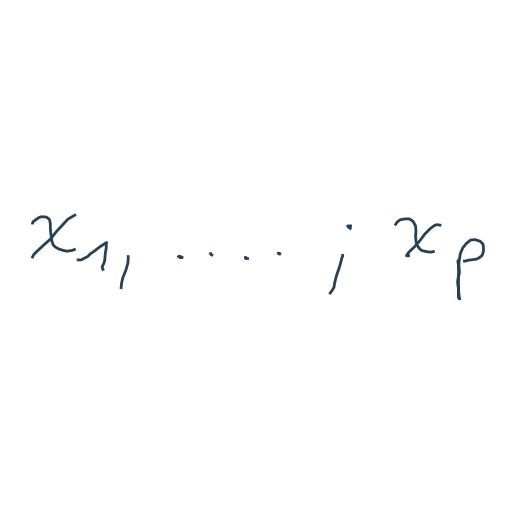 x₁, . . . . ; xₚ